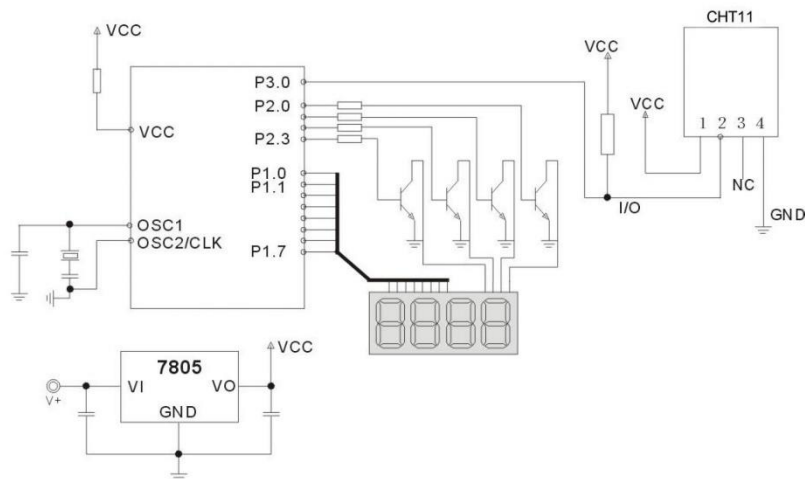 CHT11
VCC
VCC
P3.0
P2.0
VCC
VCC
P2.3
1 2 3 4
P1.0
P1.1
NC
I/O
GND
OSC1
OSC2/CLK
P1.7
8888
VCC
7805
V+
VI
VO
GND